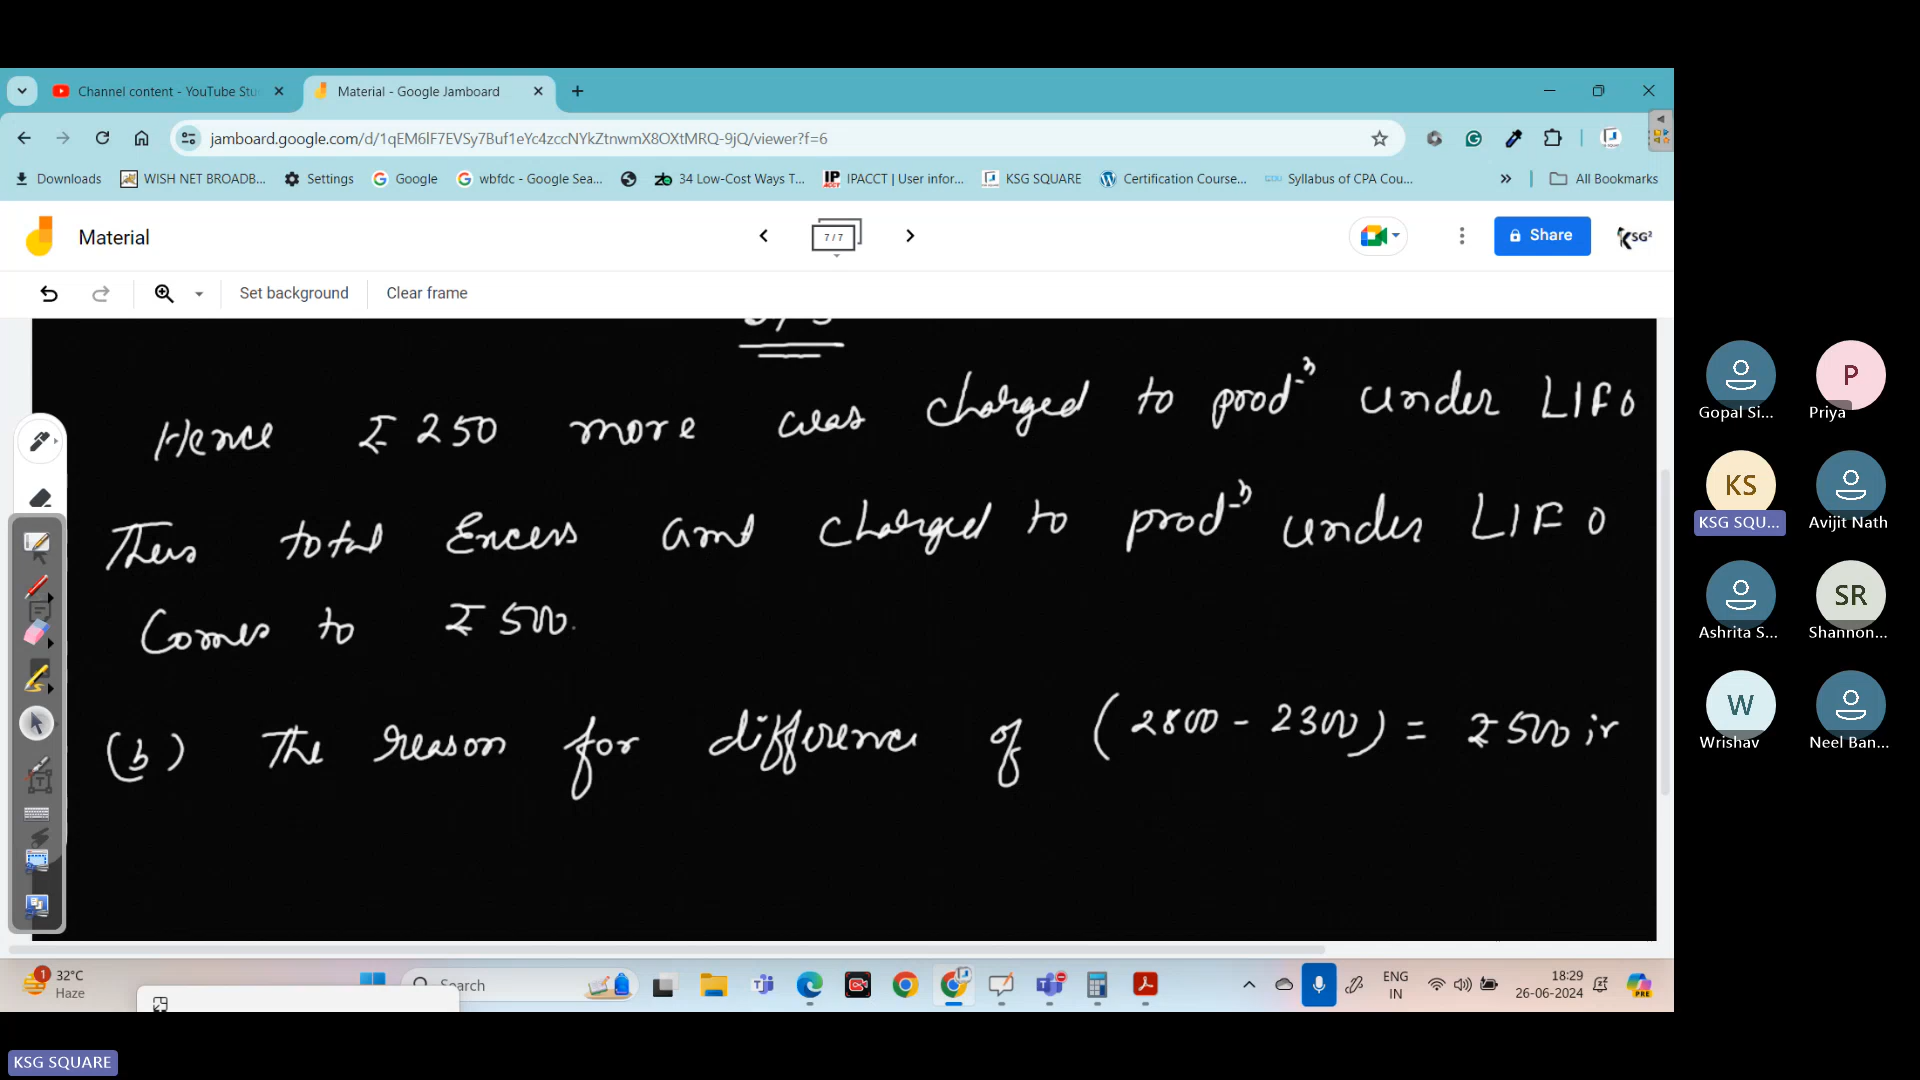 Channel content - YouTube Stu
Material - Google Jamboard
jamboard.google.com/d/1qEM6lF7EVSy7Buf1eYc4zccNYkZtnwmX8OXtMRQ-9jQ/viewer?f=6
Downloads WISH NET BROADB... Settings Google wbfdc - Google Sea... 34 Low-Cost Ways T... IPACCT | User infor... KSG SQUARE Certification Course... Syllabus of CPA Cou... » All Bookmarks
Material 7 / 7 Share KSG²
Set background Clear frame
Hence ₹ 250 more was charged to prodⁿ under LIFO
Thus total Excess amt charged to prodⁿ under LIFO
Comes to ₹ 500.
(b) The reason for difference of (2800 - 2300) = ₹ 500 is
Gopal Si... P Priya
KS KSG SQU... Avijit Nath
Ashrita S... SR Shannon...
W Wrishav Neel Ban...
1 32°C Haze
Search
ENG IN
18:29 26-06-2024
PRE
KSG SQUARE